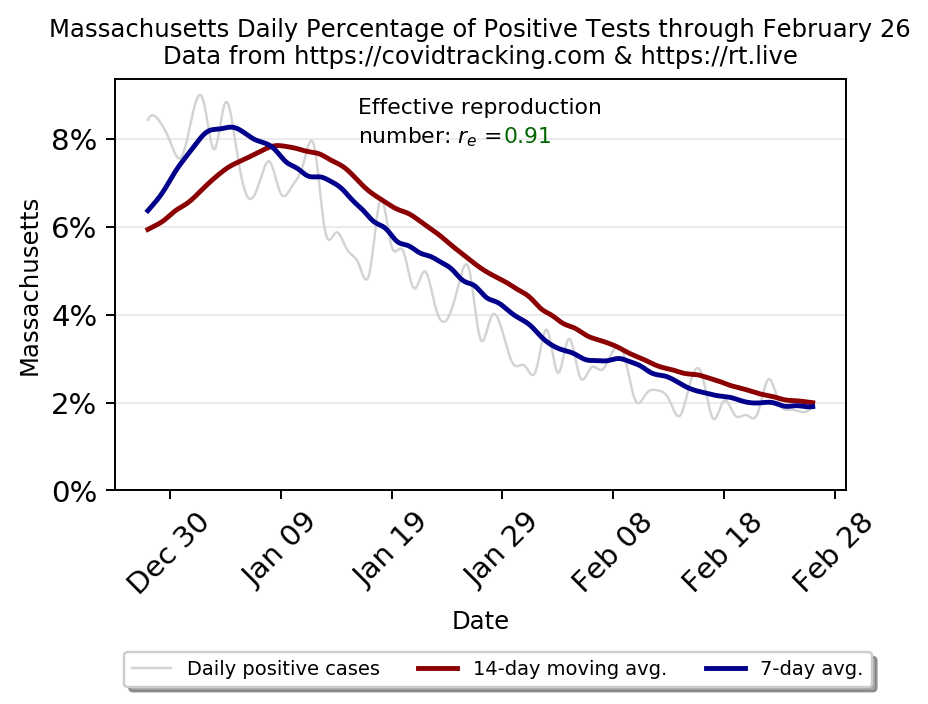 Massachusetts Daily Percentage of Positive Tests through February 26
Data from https://covidtracking.com & https://rt.live
Effective reproduction
number: rₑ =0.91
8%
6%
4%
2%
0%
Massachusetts
Dec 30
Jan 09
Jan 19
Jan 29
Feb 08
Feb 18
Feb 28
Date
Daily positive cases
14-day moving avg.
7-day avg.